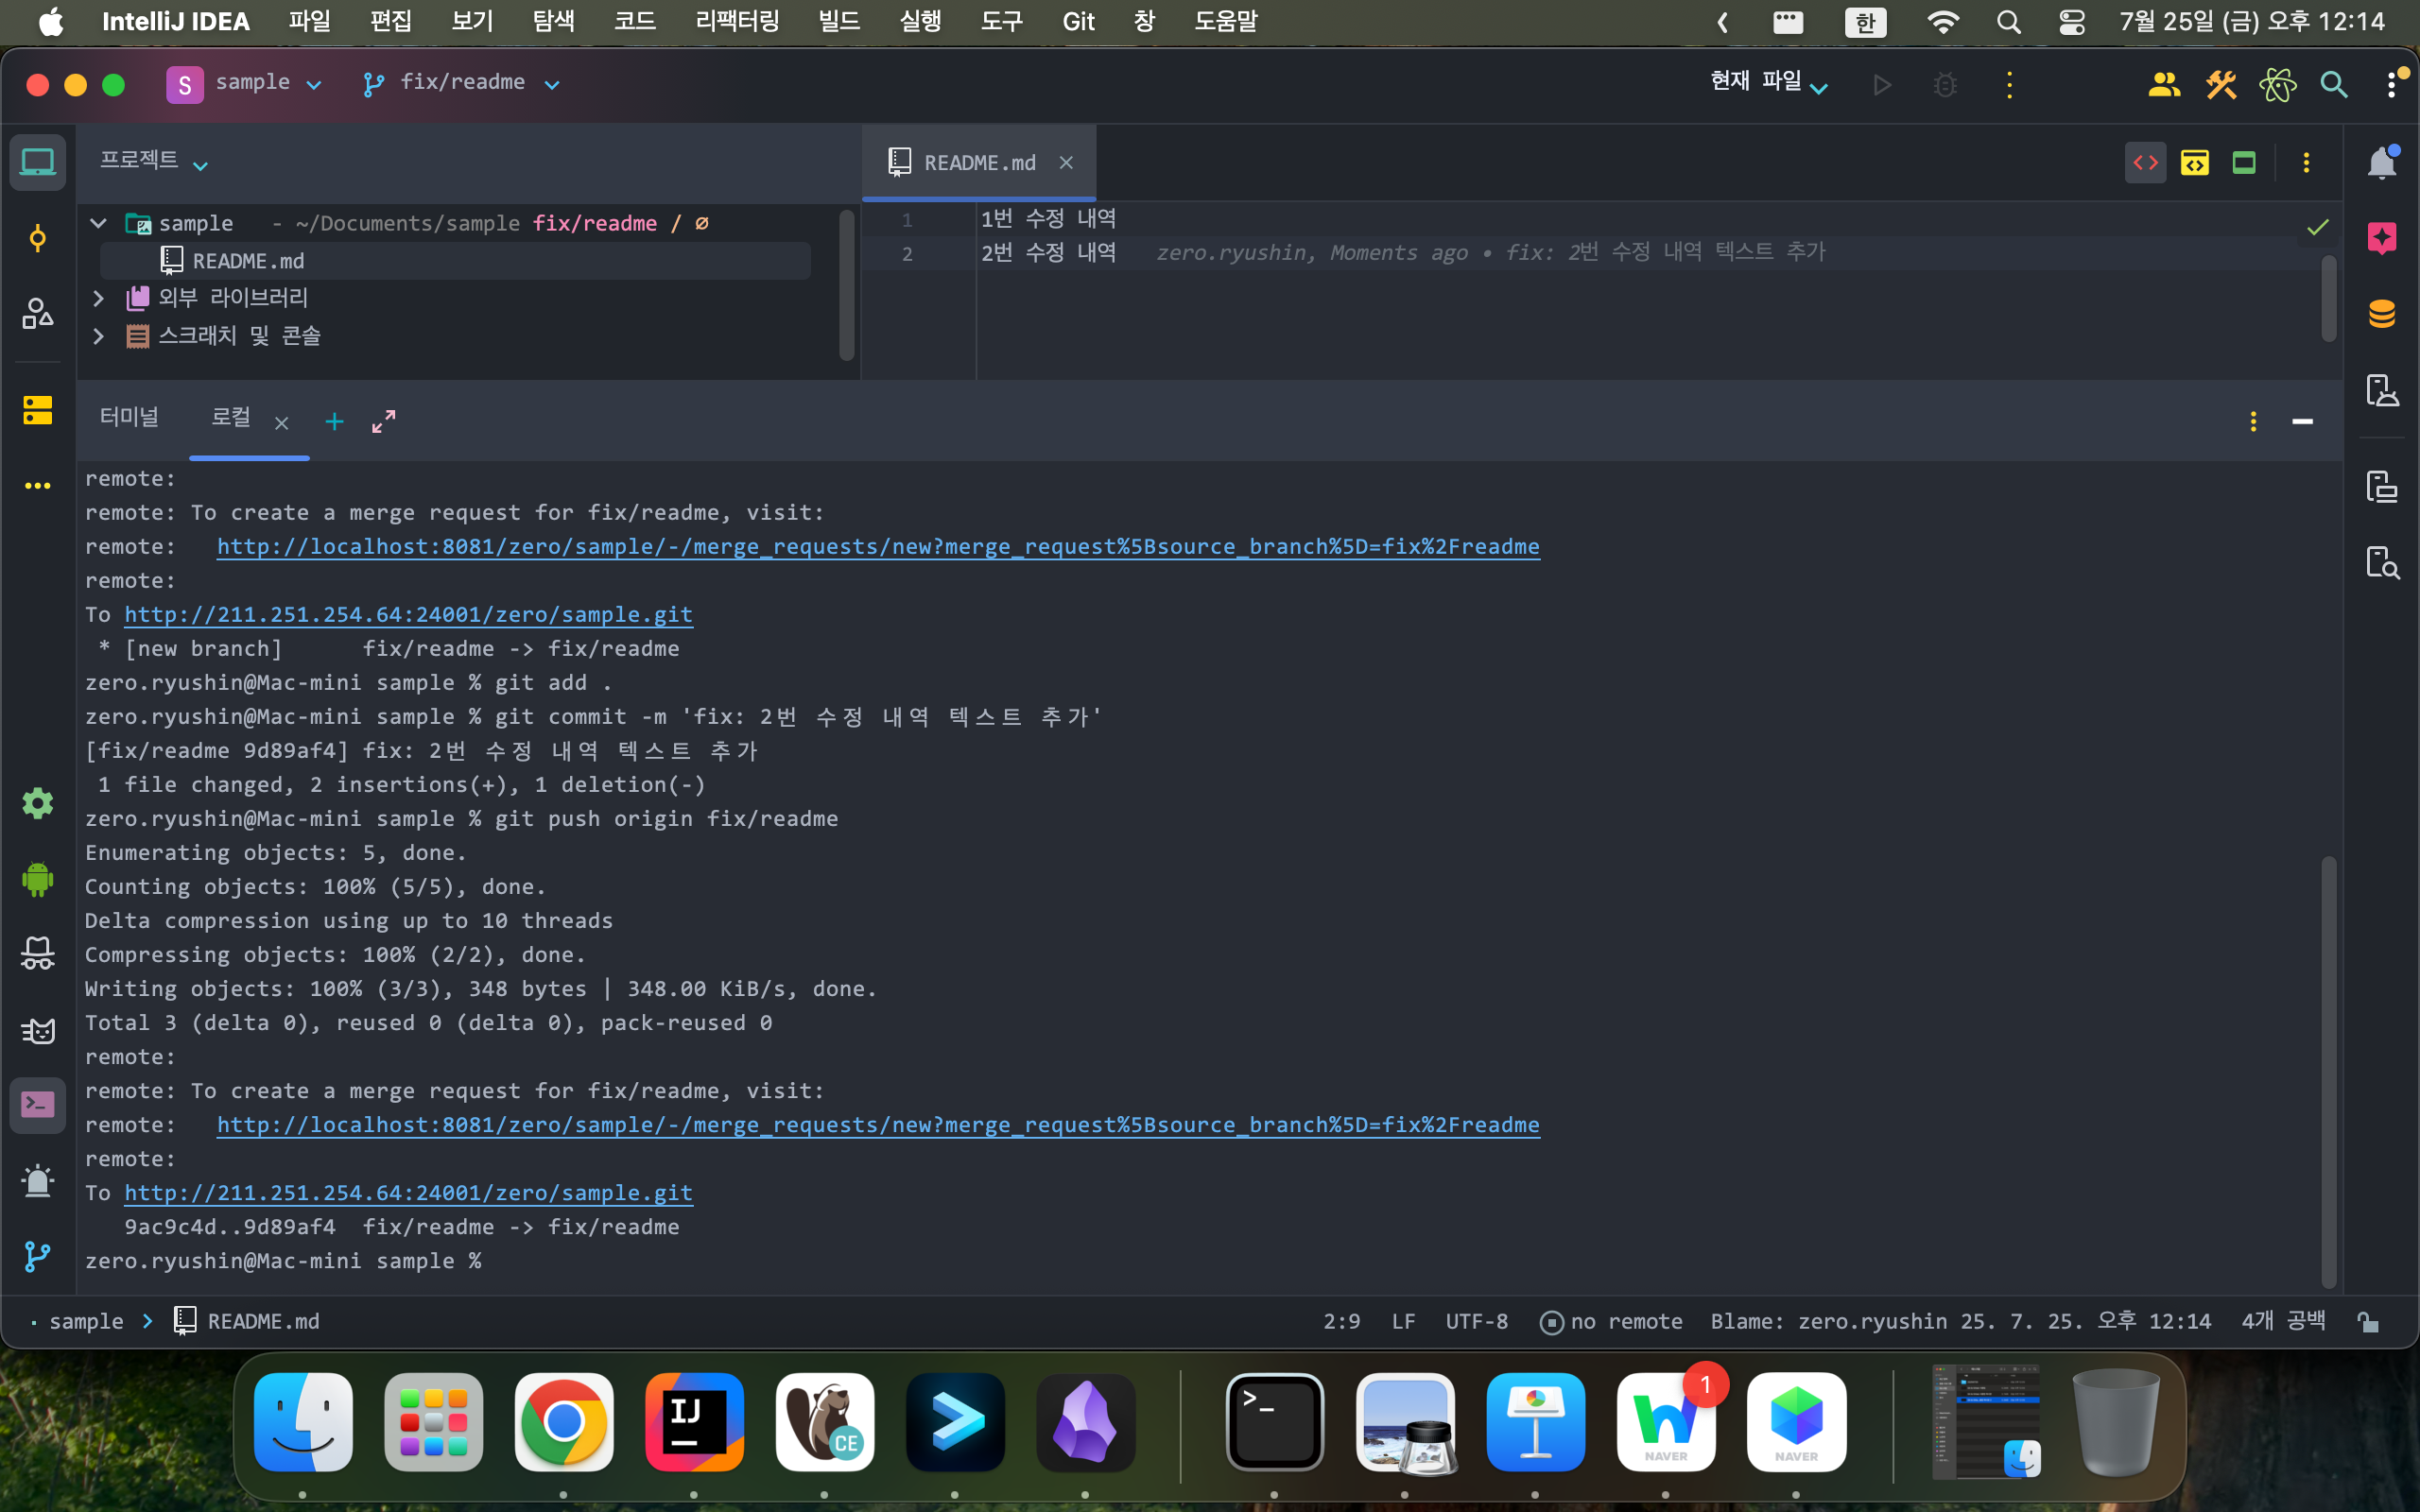 IntelliJ IDEA 파일 편집 보기 탐색 코드 리팩터링 빌드 실행 도구 Git 창 도움말 한 7월 25일 (금) 오후 12:14
S sample fix/readme 현재 파일
프로젝트
README.md
sample - ~/Documents/sample fix/readme / ∅
README.md
외부 라이브러리
스크래치 및 콘솔
1 1번 수정 내역
2 2번 수정 내역 zero.ryushin, Moments ago • fix: 2번 수정 내역 텍스트 추가
터미널 로컬
remote:
remote: To create a merge request for fix/readme, visit:
remote:   http://localhost:8081/zero/sample/-/merge_requests/new?merge_request%5Bsource_branch%5D=fix%2Freadme
remote:
To http://211.251.254.64:24001/zero/sample.git
 * [new branch]      fix/readme -> fix/readme
zero.ryushin@Mac-mini sample % git add .
zero.ryushin@Mac-mini sample % git commit -m 'fix: 2번 수정 내역 텍스트 추가'
[fix/readme 9d89af4] fix: 2번 수정 내역 텍스트 추가
 1 file changed, 2 insertions(+), 1 deletion(-)
zero.ryushin@Mac-mini sample % git push origin fix/readme
Enumerating objects: 5, done.
Counting objects: 100% (5/5), done.
Delta compression using up to 10 threads
Compressing objects: 100% (2/2), done.
Writing objects: 100% (3/3), 348 bytes | 348.00 KiB/s, done.
Total 3 (delta 0), reused 0 (delta 0), pack-reused 0
remote:
remote: To create a merge request for fix/readme, visit:
remote:   http://localhost:8081/zero/sample/-/merge_requests/new?merge_request%5Bsource_branch%5D=fix%2Freadme
remote:
To http://211.251.254.64:24001/zero/sample.git
   9ac9c4d..9d89af4  fix/readme -> fix/readme
zero.ryushin@Mac-mini sample %
sample README.md 2:9 LF UTF-8 no remote Blame: zero.ryushin 25. 7. 25. 오후 12:14 4개 공백
IJ CE >_ 1 NAVER NAVER